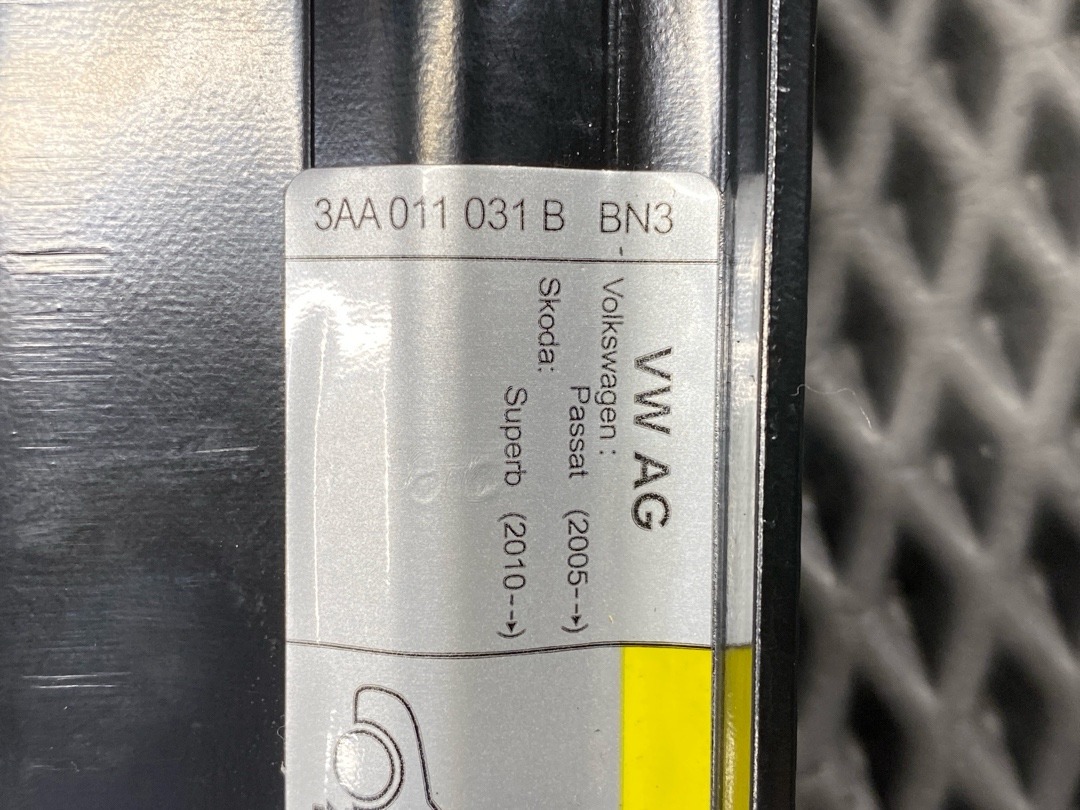 3AA 011 031 B BN3
VW AG
Volkswagen :
Passat (2005--➔)
Skoda:
Superb (2010--➔)